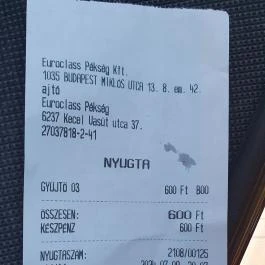 Euroclass Pékség Kft.
1035 BUDAPEST MIKLÓS UTCA 13. 8. em. 42.
ajtó
Euroclass Pékség
6237 Kecel Vasút utca 37.
27037818-2-41
NYUGTA
GYŰJTŐ 03 600 Ft B00
ÖSSZESEN: 600 Ft
KÉSZPÉNZ 600 Ft
NYUGTASZÁM: 2108/00125